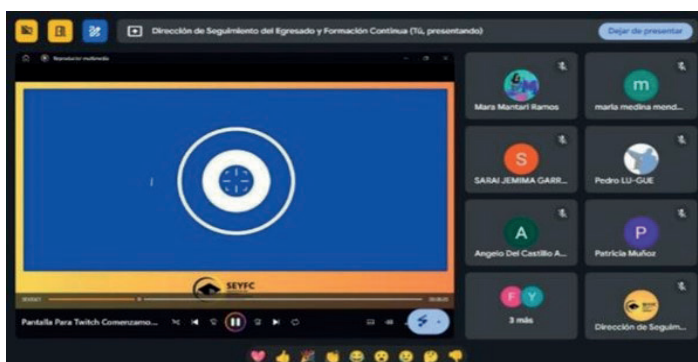 Dirección de Seguimiento del Egresado y Formación Continua (Tú, presentando)
Dejar de presentar
Reproductor multimedia
SEYFC
Pantalla Para Twitch Comenzamo...
Mara Mantari Ramos
maria medina mend...
SARAI JEMIMA GARR...
Pedro LU-GUE
Angelo Del Castillo A...
Patricia Muñoz
3 más
Dirección de Seguim...
m
S
A
P
F
Y